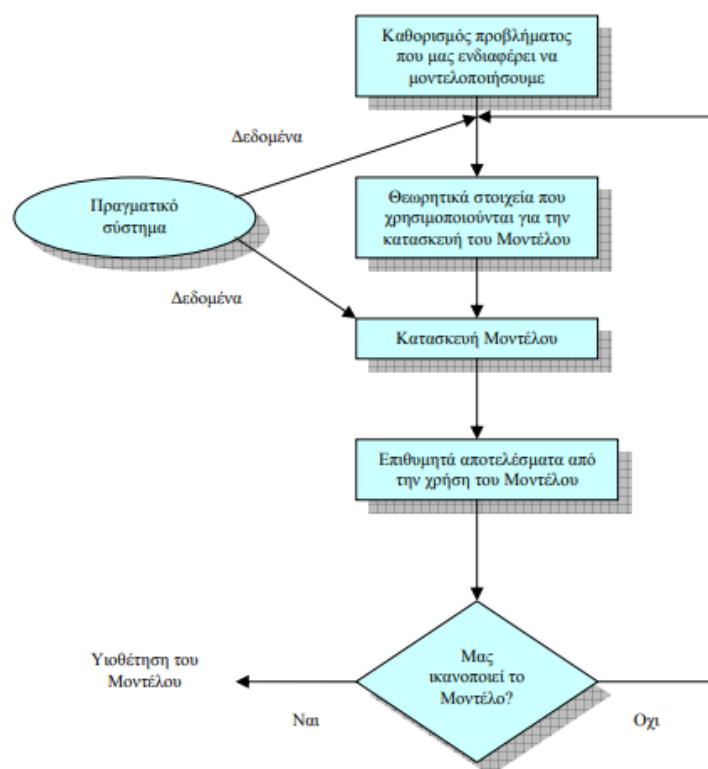 Καθορισμός προβλήματος
που μας ενδιαφέρει να
μοντελοποιήσουμε
Δεδομένα
Πραγματικό
σύστημα
Θεωρητικά στοιχεία που
χρησιμοποιούνται για την
κατασκευή του Μοντέλου
Δεδομένα
Κατασκευή Μοντέλου
Επιθυμητά αποτελέσματα από
την χρήση του Μοντέλου
Μας
ικανοποιεί το
Μοντέλο?
Υιοθέτηση του
Μοντέλου
Ναι
Οχι